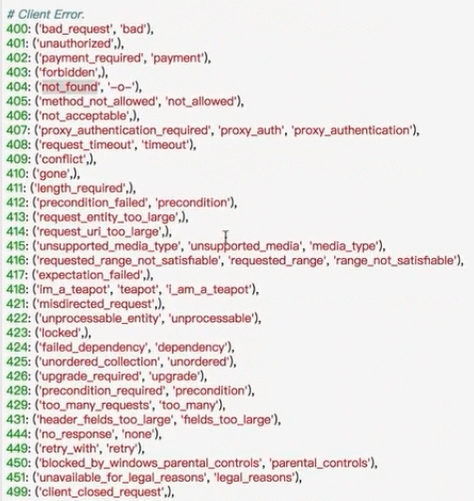 # Client Error.
400: ('bad_request', 'bad'),
401: ('unauthorized',),
402: ('payment_required', 'payment'),
403: ('forbidden',),
404: ('not_found', '-o-'),
405: ('method_not_allowed', 'not_allowed'),
406: ('not_acceptable',),
407: ('proxy_authentication_required', 'proxy_auth', 'proxy_authentication'),
408: ('request_timeout', 'timeout'),
409: ('conflict',),
410: ('gone',),
411: ('length_required',),
412: ('precondition_failed', 'precondition'),
413: ('request_entity_too_large',),
414: ('request_uri_too_large',),
415: ('unsupported_media_type', 'unsupported_media', 'media_type'),
416: ('requested_range_not_satisfiable', 'requested_range', 'range_not_satisfiable'),
417: ('expectation_failed',),
418: ('im_a_teapot', 'teapot', 'i_am_a_teapot'),
421: ('misdirected_request',),
422: ('unprocessable_entity', 'unprocessable'),
423: ('locked',),
424: ('failed_dependency', 'dependency'),
425: ('unordered_collection', 'unordered'),
426: ('upgrade_required', 'upgrade'),
428: ('precondition_required', 'precondition'),
429: ('too_many_requests', 'too_many'),
431: ('header_fields_too_large', 'fields_too_large'),
444: ('no_response', 'none'),
449: ('retry_with', 'retry'),
450: ('blocked_by_windows_parental_controls', 'parental_controls'),
451: ('unavailable_for_legal_reasons', 'legal_reasons'),
499: ('client_closed_request',),